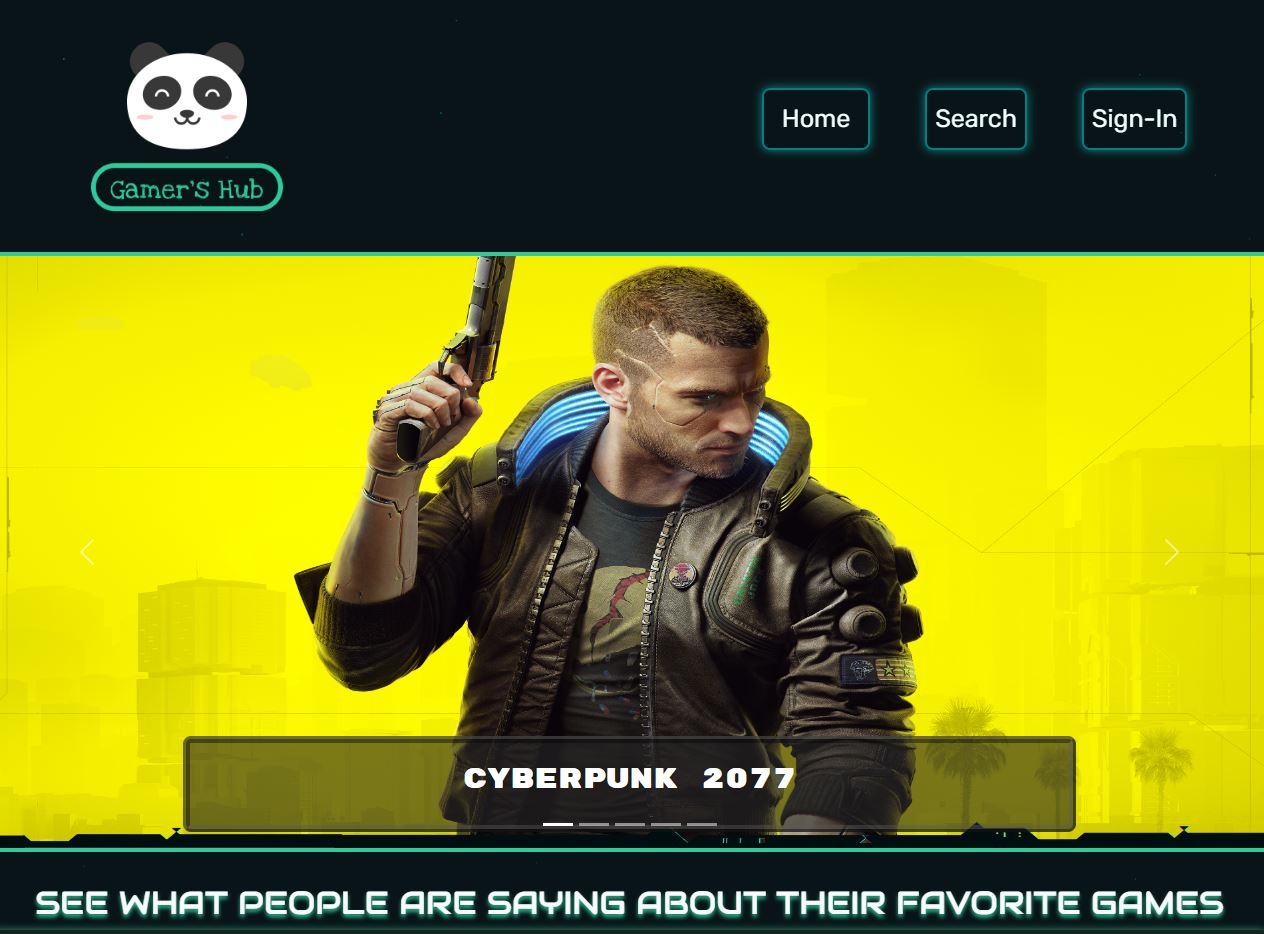 Home
Search
Sign-In
Gamer's Hub
CYBERPUNK 2077
SEE WHAT PEOPLE ARE SAYING ABOUT THEIR FAVORITE GAMES